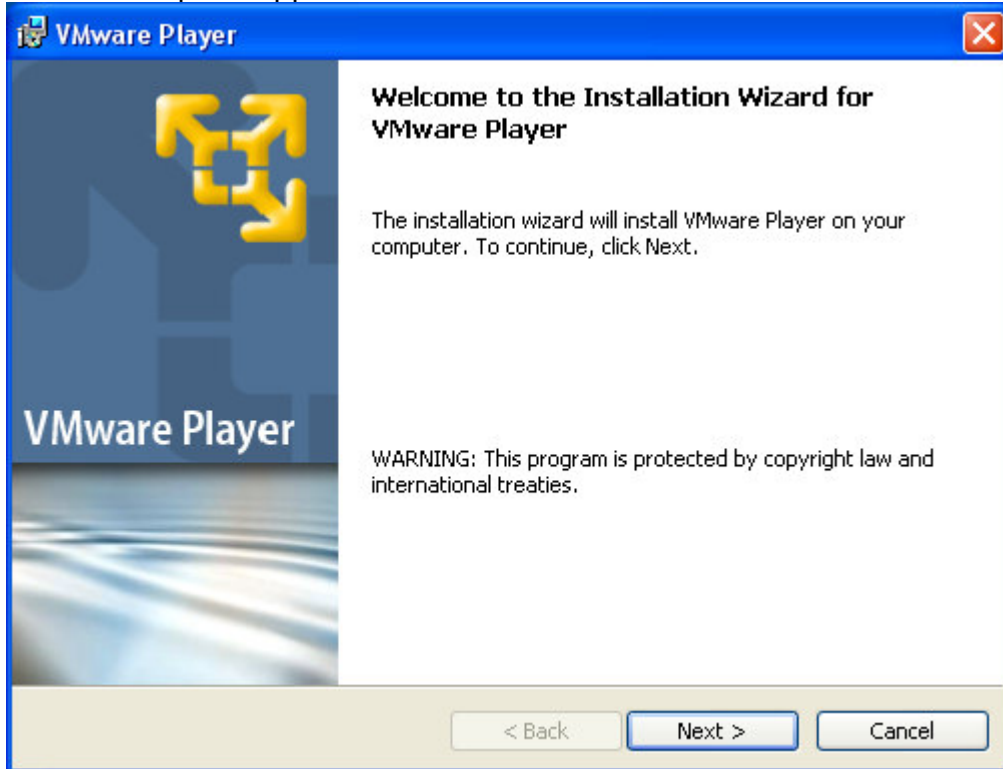 VMware Player
Welcome to the Installation Wizard for
VMware Player
The installation wizard will install VMware Player on your
computer. To continue, click Next.
VMware Player
WARNING: This program is protected by copyright law and
international treaties.
< Back
Next >
Cancel